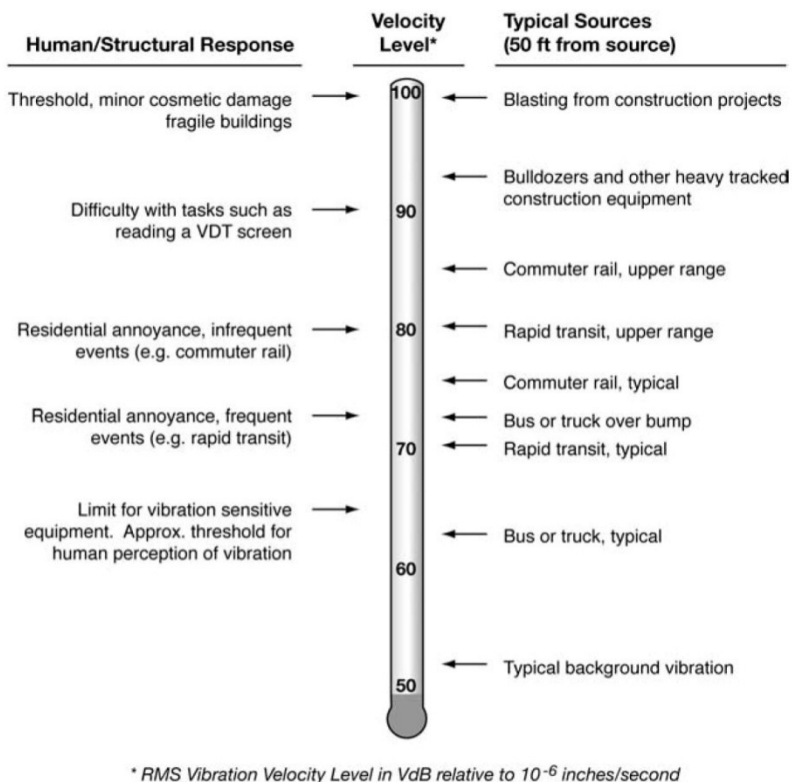 Human/Structural Response
Velocity
Level*
Typical Sources
(50 ft from source)
Threshold, minor cosmetic damage
fragile buildings
100
Blasting from construction projects
Bulldozers and other heavy tracked
construction equipment
Difficulty with tasks such as
reading a VDT screen
90
Commuter rail, upper range
Residential annoyance, infrequent
events (e.g. commuter rail)
80
Rapid transit, upper range
Commuter rail, typical
Residential annoyance, frequent
events (e.g. rapid transit)
Bus or truck over bump
70
Rapid transit, typical
Limit for vibration sensitive
equipment. Approx. threshold for
human perception of vibration
Bus or truck, typical
60
Typical background vibration
50
* RMS Vibration Velocity Level in VdB relative to 10⁻⁶ inches/second